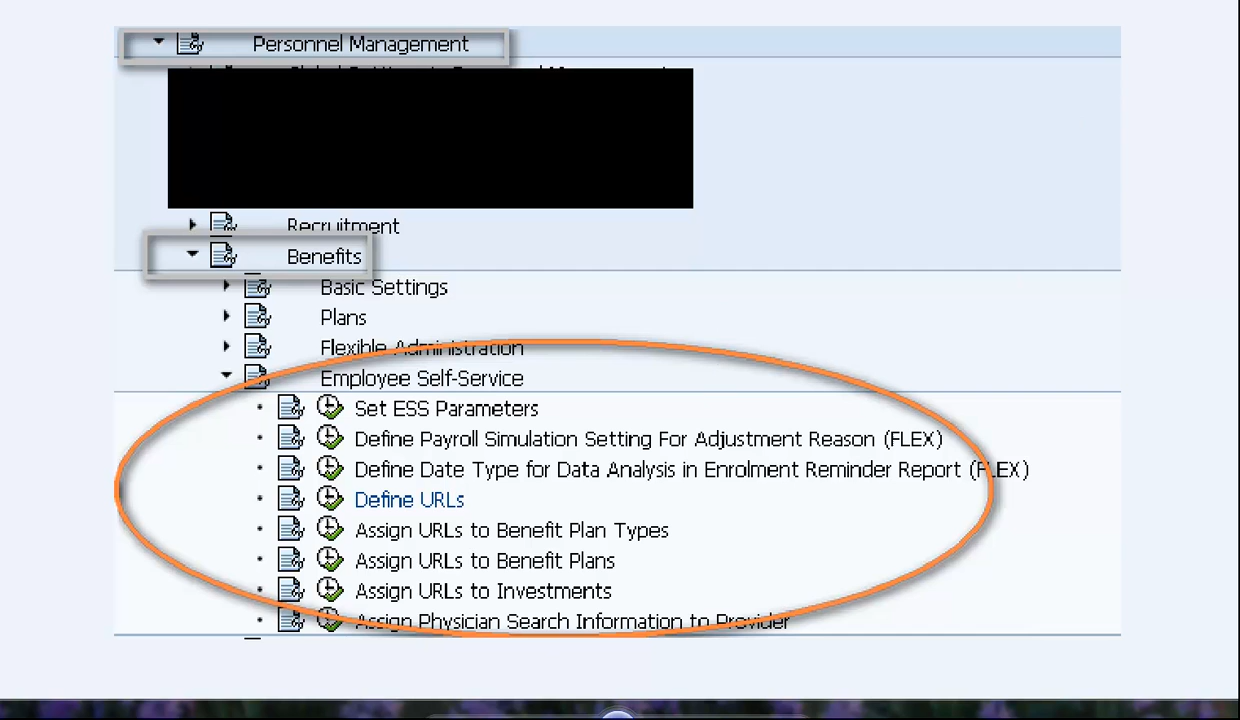 Personnel Management
Recruitment
Benefits
Basic Settings
Plans
Flexible Administration
Employee Self-Service
Set ESS Parameters
Define Payroll Simulation Setting For Adjustment Reason (FLEX)
Define Date Type for Data Analysis in Enrolment Reminder Report (FLEX)
Define URLs
Assign URLs to Benefit Plan Types
Assign URLs to Benefit Plans
Assign URLs to Investments
Assign Physician Search Information to Provider